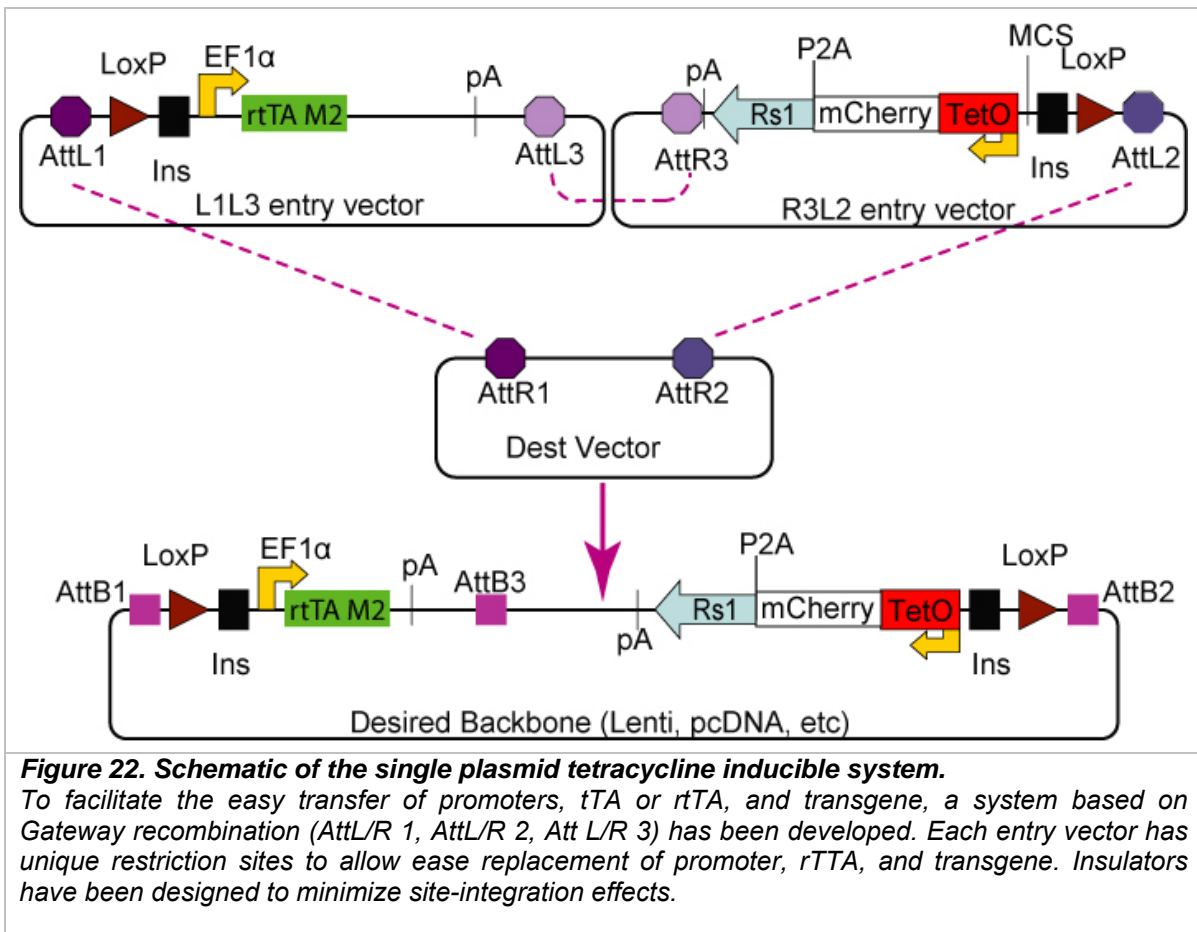 LoxP
EF1α
rtTA M2
pA
AttL1
Ins
AttL3
L1L3 entry vector
P2A
MCS
pA
LoxP
Rs1
mCherry
TetO
AttR3
Ins
AttL2
R3L2 entry vector
AttR1
AttR2
Dest Vector
LoxP
EF1α
P2A
LoxP
AttB1
pA
AttB3
AttB2
rtTA M2
Rs1
mCherry
TetO
Ins
pA
Ins
Desired Backbone (Lenti, pcDNA, etc)
Figure 22. Schematic of the single plasmid tetracycline inducible system.
To facilitate the easy transfer of promoters, tTA or rtTA, and transgene, a system based on
Gateway recombination (AttL/R 1, AttL/R 2, Att L/R 3) has been developed. Each entry vector has
unique restriction sites to allow ease replacement of promoter, rTTA, and transgene. Insulators
have been designed to minimize site-integration effects.